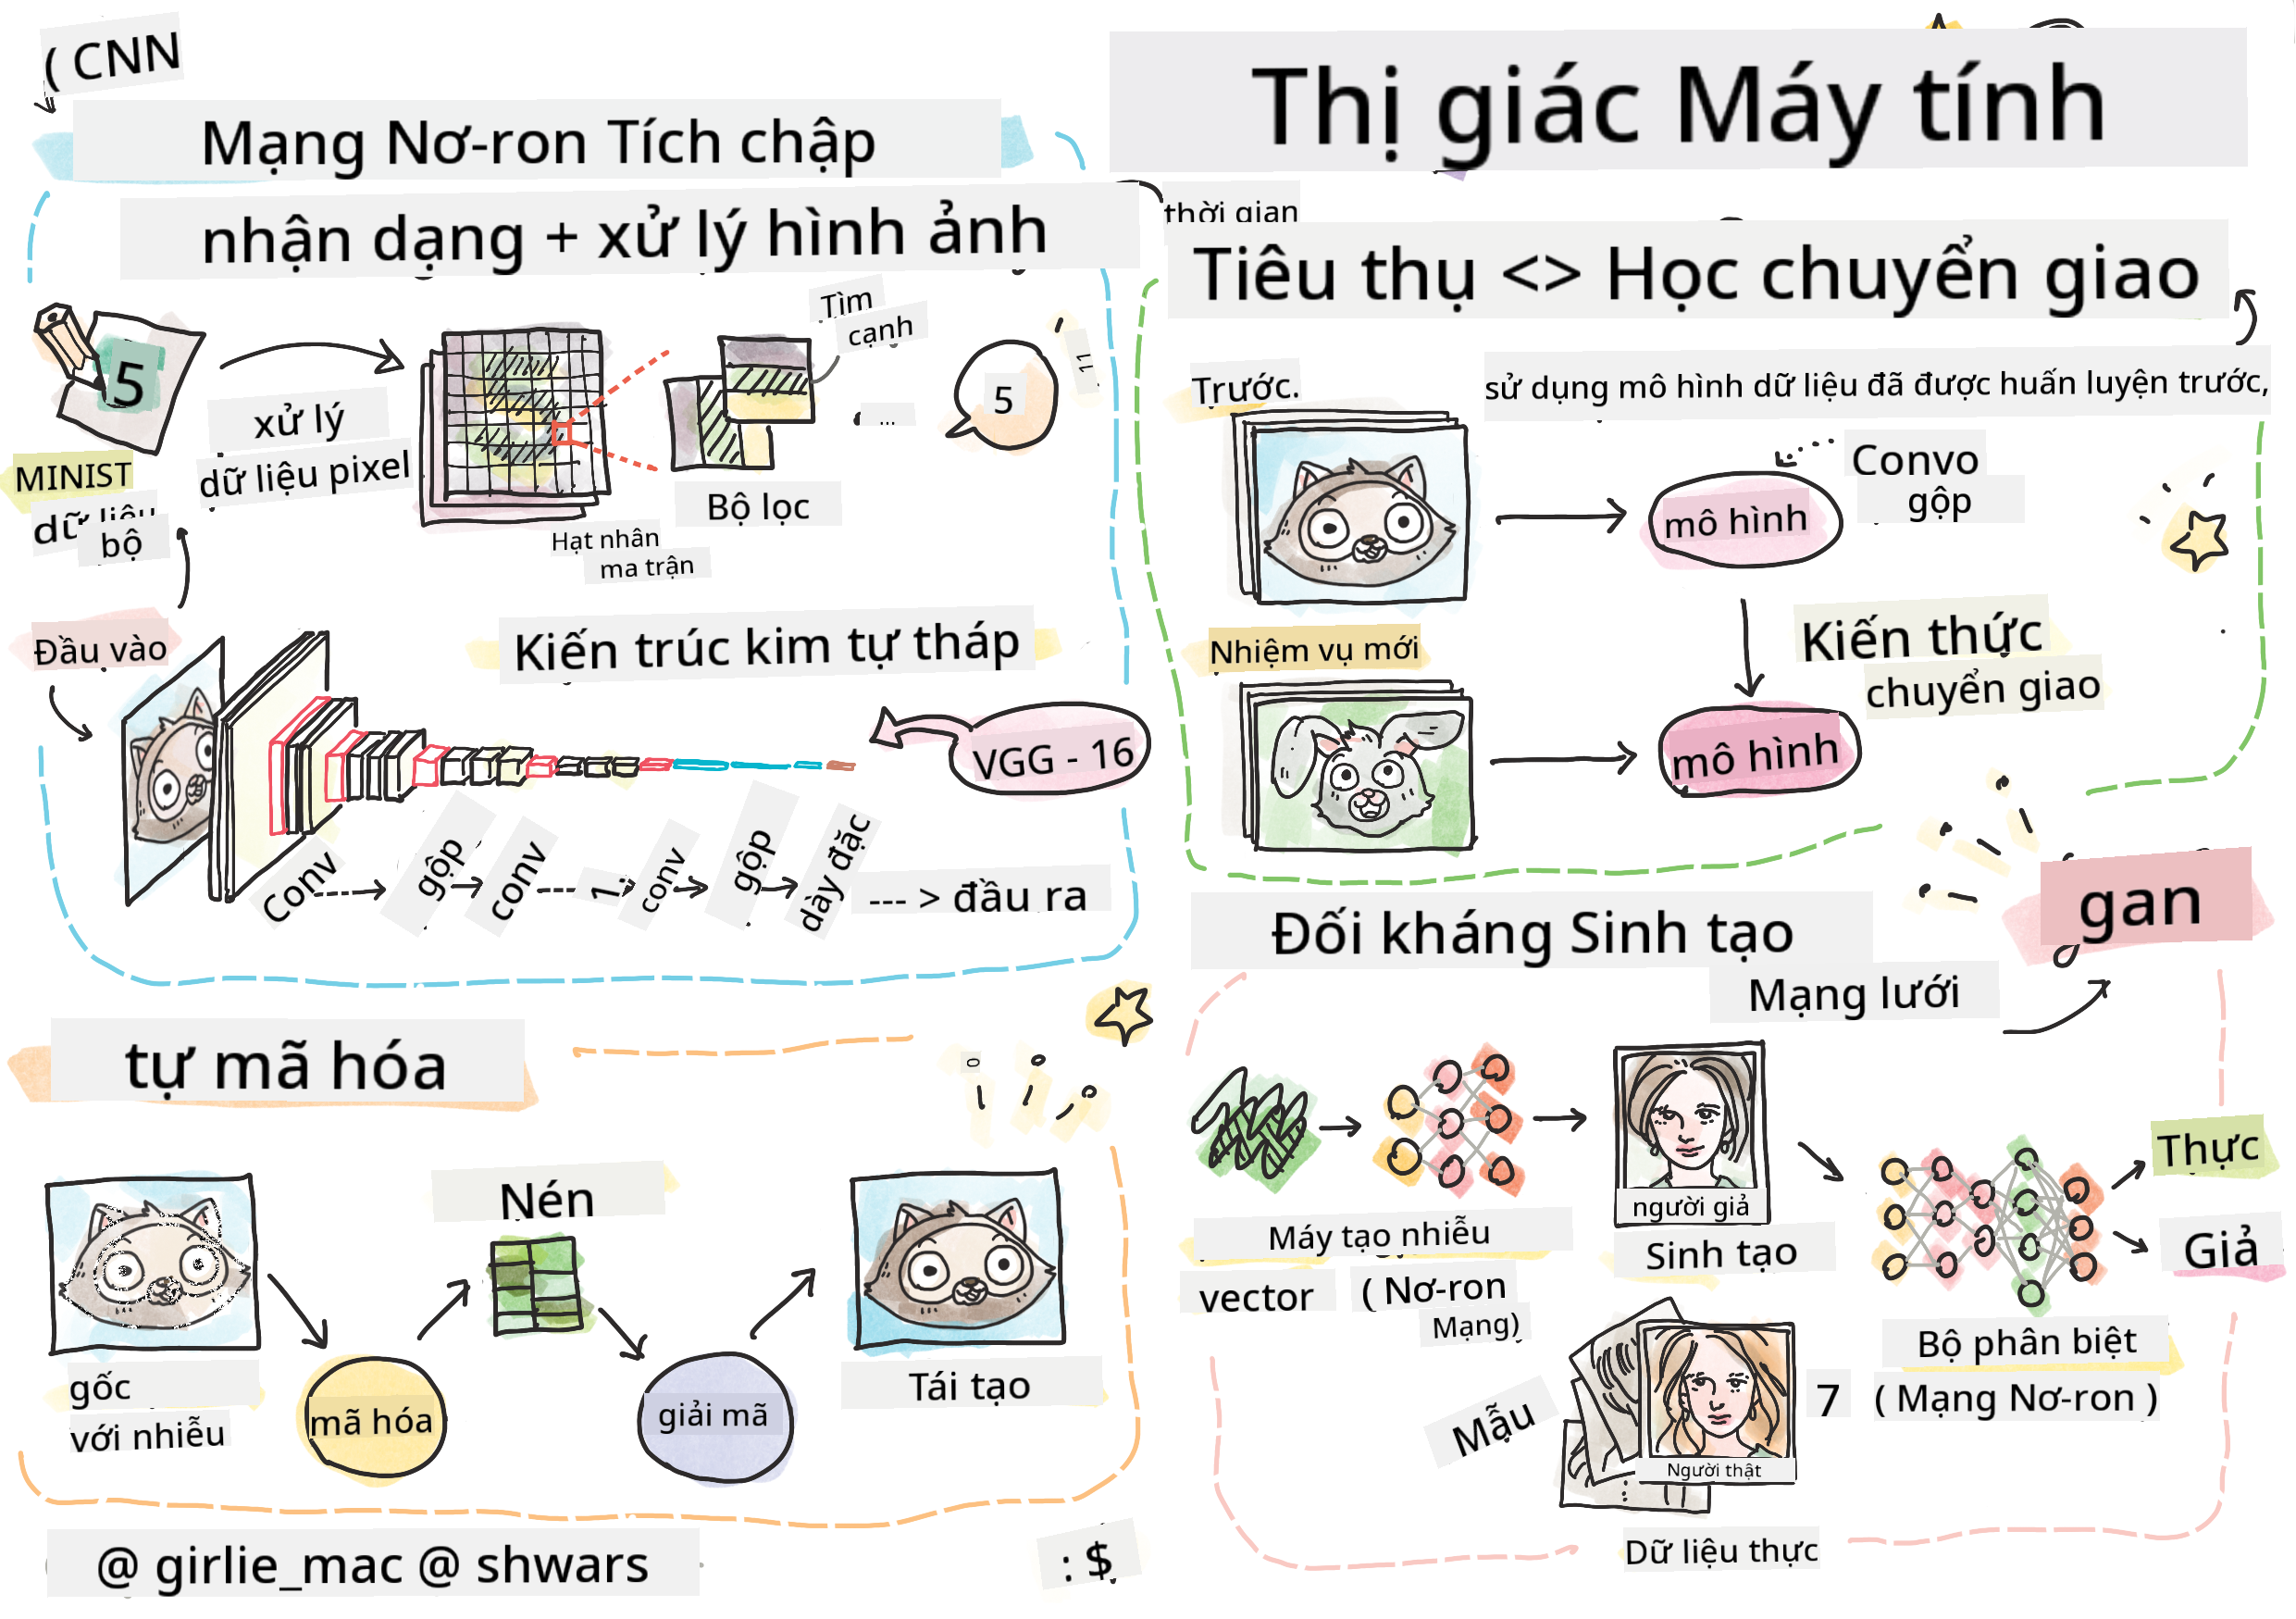 ( CNN
Mạng Nơ-ron Tích chập
nhận dạng + xử lý hình ảnh
5
xử lý
dữ liệu pixel
MINIST
dữ liệu
bộ
Tìm
cạnh
...
5
Bộ lọc
Hạt nhân
ma trận
Đầu vào
Kiến trúc kim tự tháp
VGG - 16
Conv
gộp
conv
conv
gộp
dày đặc
--- > đầu ra
Thị giác Máy tính
thời gian
Tiêu thụ <> Học chuyển giao
Trước.
sử dụng mô hình dữ liệu đã được huấn luyện trước,
Convo
gộp
mô hình
Nhiệm vụ mới
Kiến thức
chuyển giao
mô hình
tự mã hóa
Nén
gốc
với nhiễu
mã hóa
giải mã
Tái tạo
Đối kháng Sinh tạo
Mạng lưới
gan
người giả
Máy tạo nhiễu
vector
( Nơ-ron
Mạng)
Sinh tạo
Thực
Giả
Bộ phân biệt
( Mạng Nơ-ron )
7
Mẫu
Người thật
Dữ liệu thực
@ girlie_mac @ shwars
: $